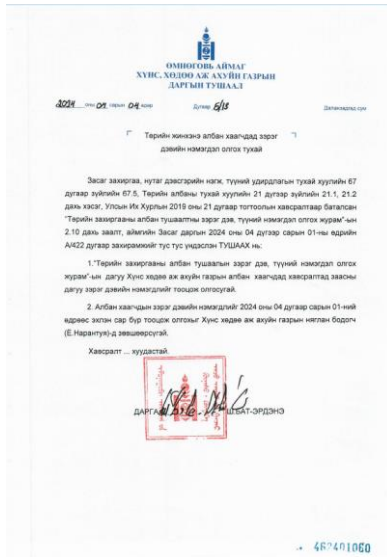 ӨМНӨГОВЬ АЙМАГ
ХҮНС, ХӨДӨӨ АЖ АХУЙН ГАЗРЫН
ДАРГЫН ТУШААЛ
2024 оны 04 сарын 04 өдөр Дугаар Б/13 Даланзадгад сум
Төрийн жинхэнэ албан хаагчдад зэрэг
дэвийн нэмэгдэл олгох тухай
Засаг захиргаа, нутаг дэвсгэрийн нэгж, түүний удирдлагын тухай хуулийн 67
дугаар зүйлийн 67.5, Төрийн албаны тухай хуулийн 21 дүгээр зүйлийн 21.1, 21.2
дахь хэсэг, Улсын Их Хурлын 2019 оны 21 дугаар тогтоолын хавсралтаар баталсан
"Төрийн захиргааны албан тушаалтны зэрэг дэв, түүний нэмэгдэл олгох журам"-ын
2.10 дахь заалт, аймгийн Засаг даргын 2024 оны 04 дүгээр сарын 01-ны өдрийн
А/422 дугаар захирамжийг тус тус үндэслэн ТУШААХ нь:
1."Төрийн захиргааны албан тушаалын зэрэг дэв, түүний нэмэгдэл олгох
журам"-ын дагуу Хүнс хөдөө аж ахуйн газрын албан хаагчдад хавсралтад заасны
дагуу зэрэг дэвийн нэмэгдлийг тооцож олгосугай.
2. Албан хаагчдын зэрэг дэвийн нэмэгдлийг 2024 оны 04 дүгээр сарын 01-ний
өдрөөс эхлэн сар бүр тооцож олгохыг Хүнс хөдөө аж ахуйн газрын нягтлан бодогч
(Е.Нарантуяа)-д зөвшөөрсүгэй.
Хавсралт ... хуудастай.
ДАРГА Ш.БАТ-ЭРДЭНЭ
462401060